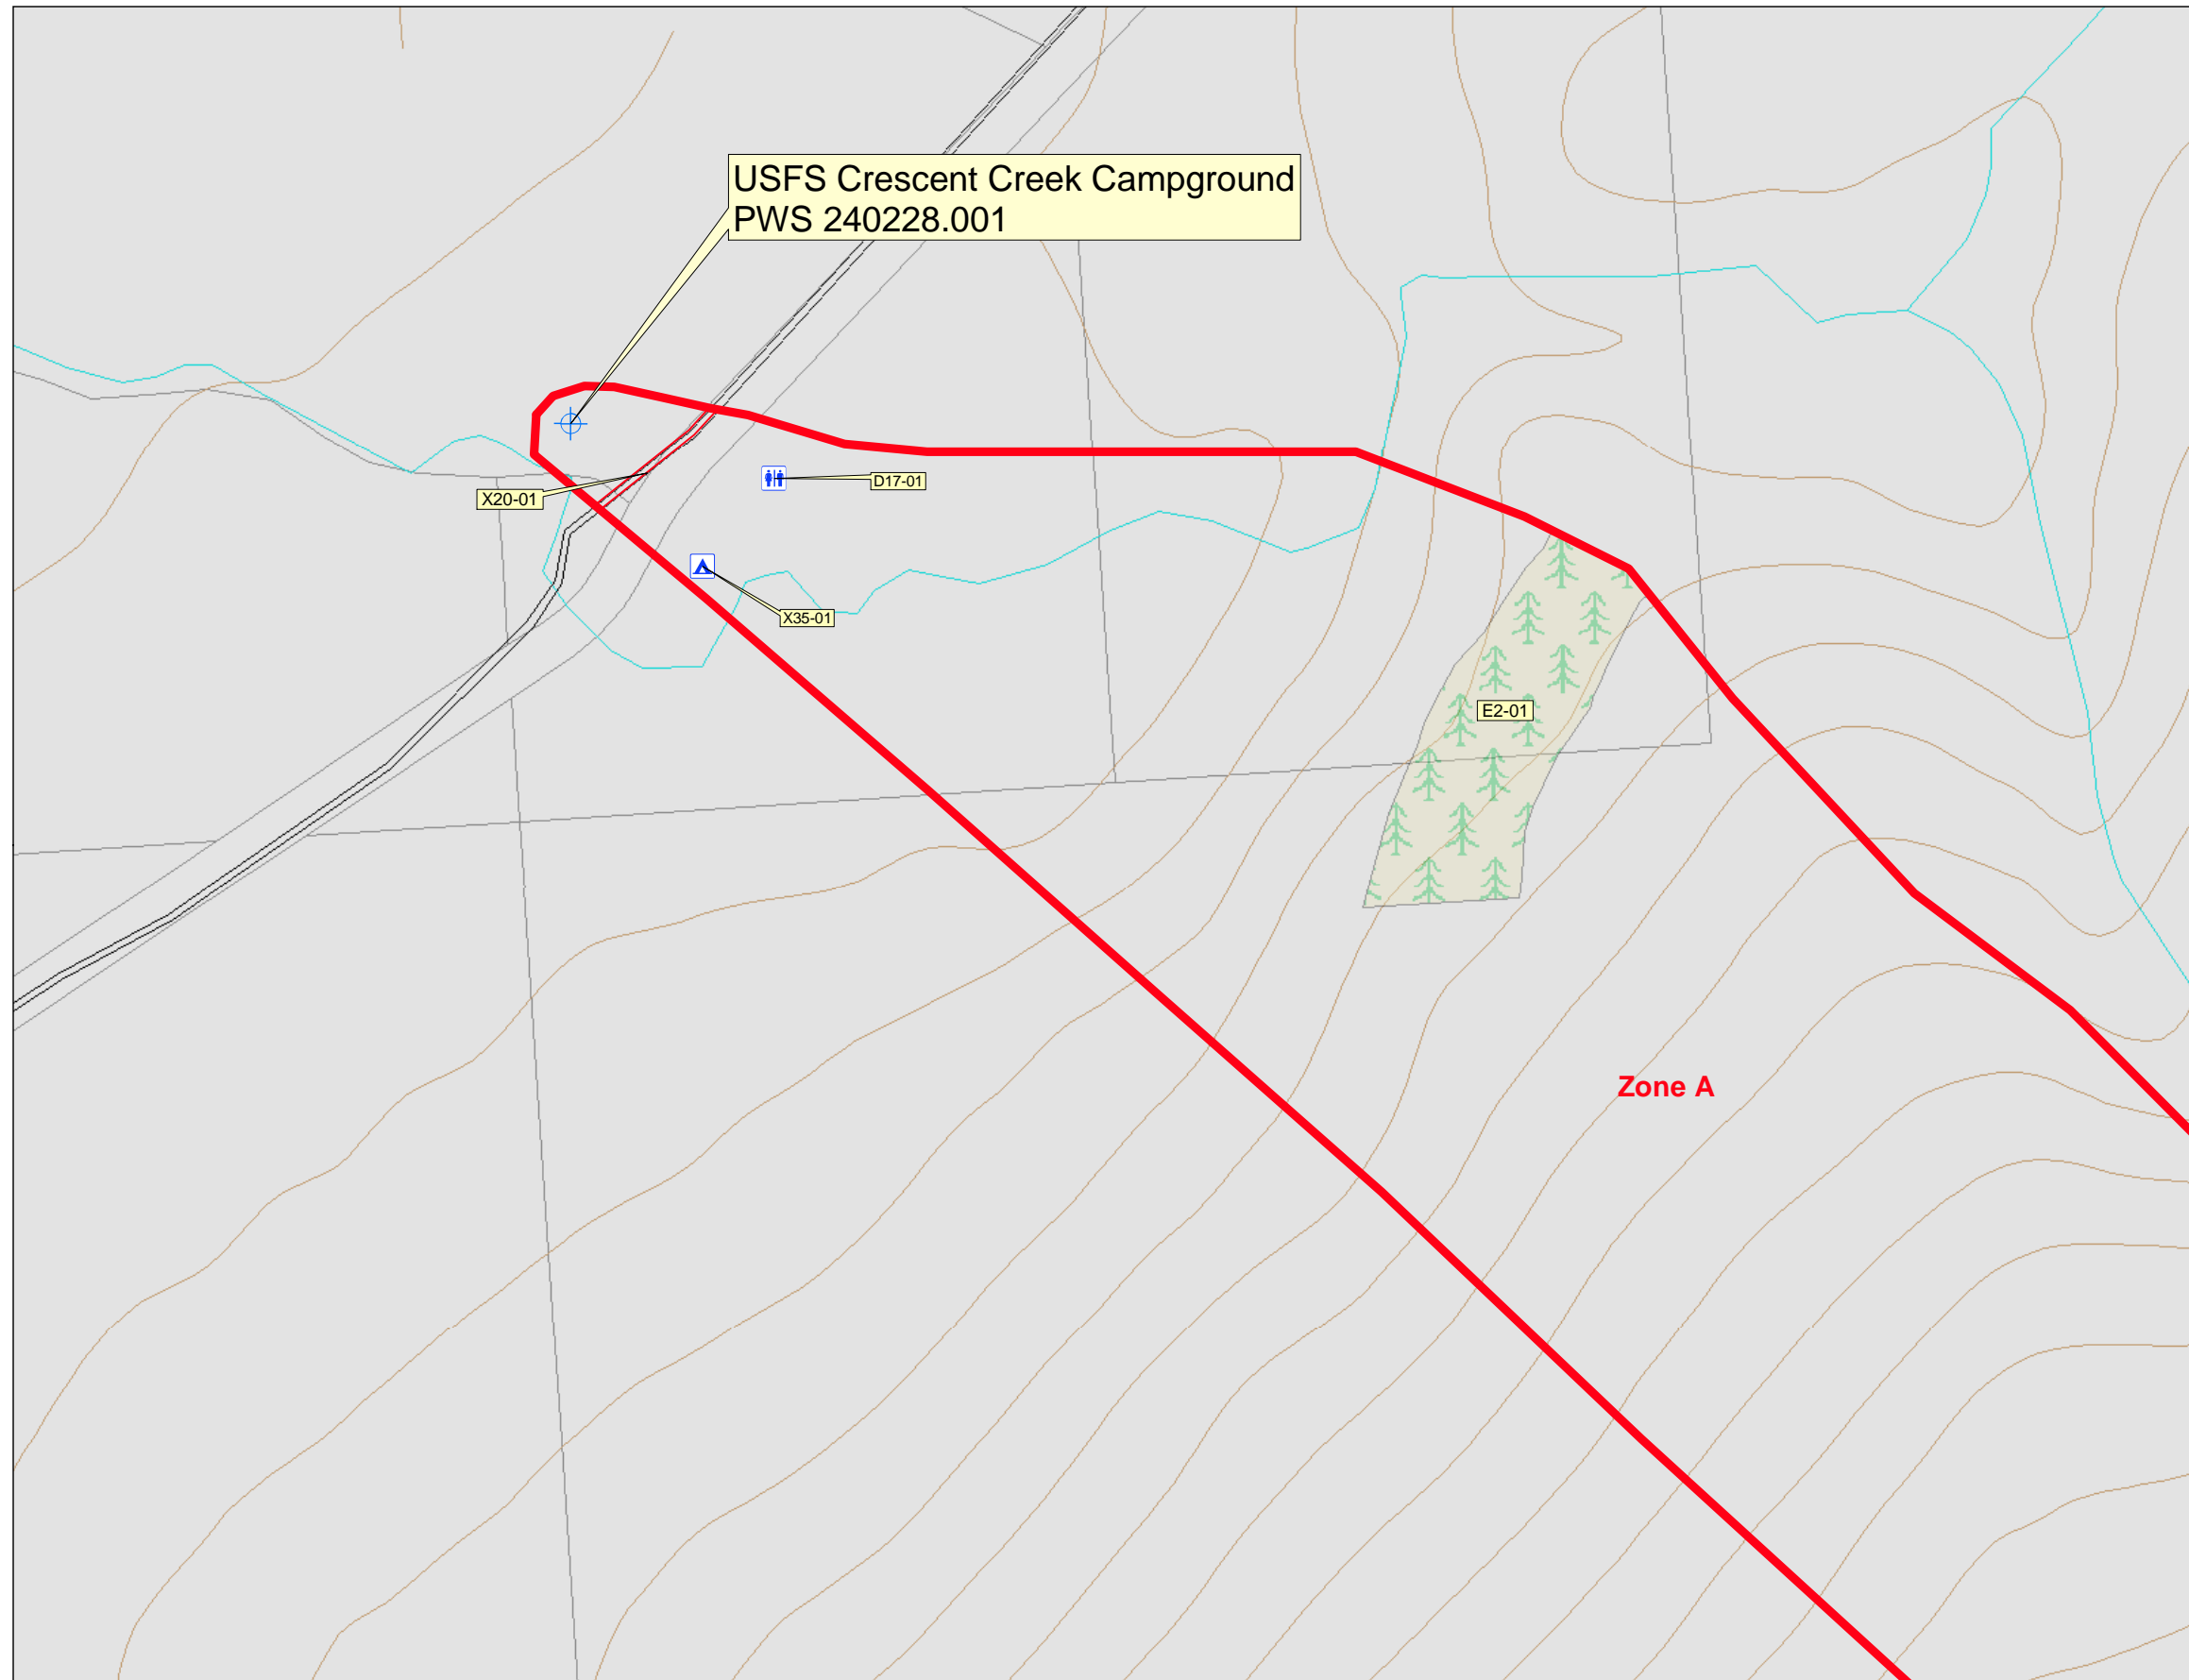 USFS Crescent Creek Campground
PWS 240228.001
D17-01
X20-01
X35-01
E2-01
Zone A